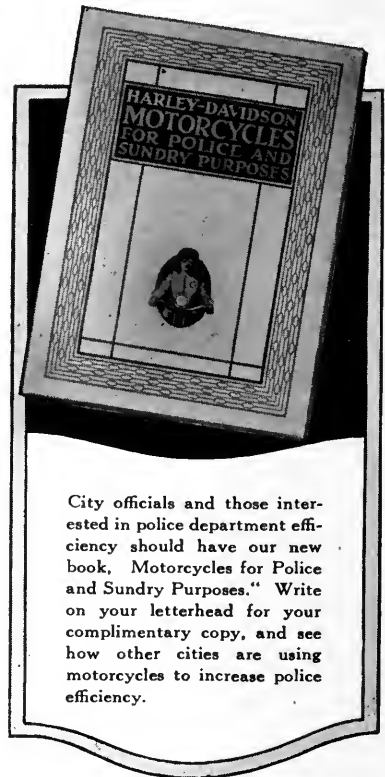 HARLEY-DAVIDSON
MOTORCYCLES
FOR POLICE AND
SUNDRY PURPOSES
City officials and those inter-
ested in police department effi-
ciency should have our new
book, Motorcycles for Police
and Sundry Purposes.“ Write
on your letterhead for your
complimentary copy, and see
how other cities are using
motorcycles to increase police
efficiency.